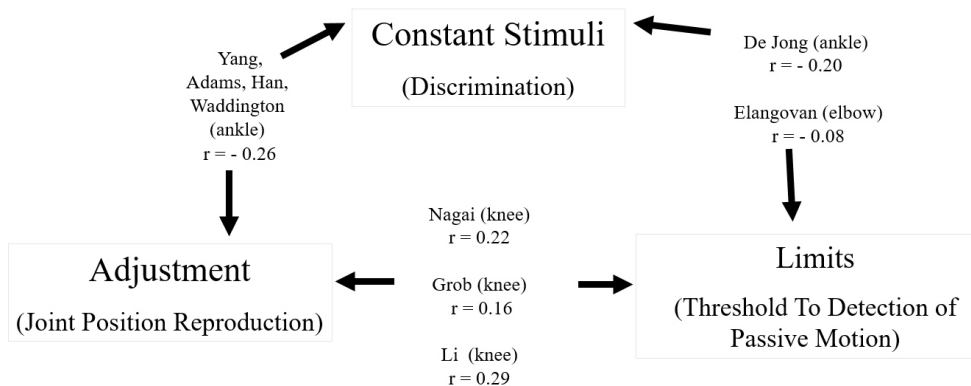 Constant Stimuli
(Discrimination)
Yang,
Adams, Han,
Waddington
(ankle)
r = - 0.26
De Jong (ankle)
r = - 0.20
Elangovan (elbow)
r = - 0.08
Nagai (knee)
r = 0.22
Grob (knee)
r = 0.16
Li (knee)
r = 0.29
Adjustment
(Joint Position Reproduction)
Limits
(Threshold To Detection of
Passive Motion)